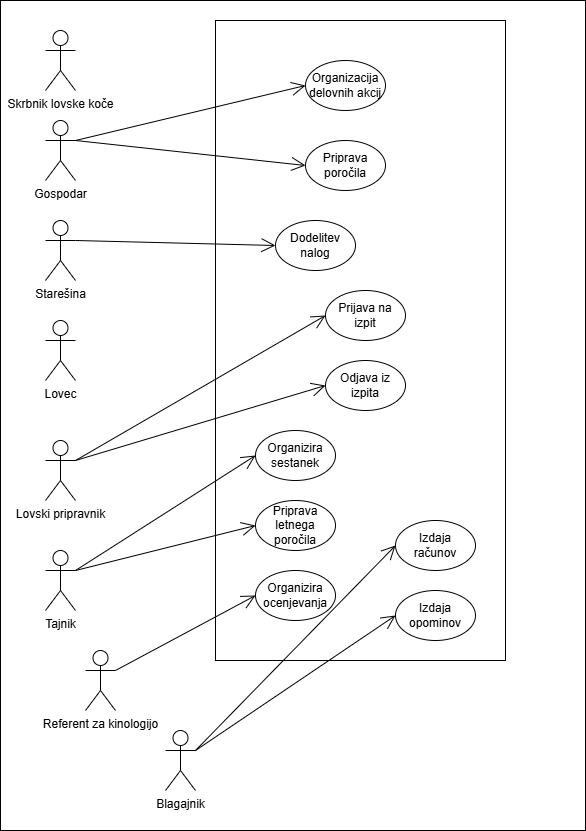 Skrbnik lovske koče
Organizacija
delovnih akcij
Gospodar
Priprava
poročila
Starešina
Dodelitev
nalog
Lovec
Prijava na
izpit
Odjava iz
izpita
Lovski pripravnik
Organizira
sestanek
Priprava
letnega
poročila
Tajnik
Izdaja
računov
Organizira
ocenjevanja
Izdaja
opominov
Referent za kinologijo
Blagajnik